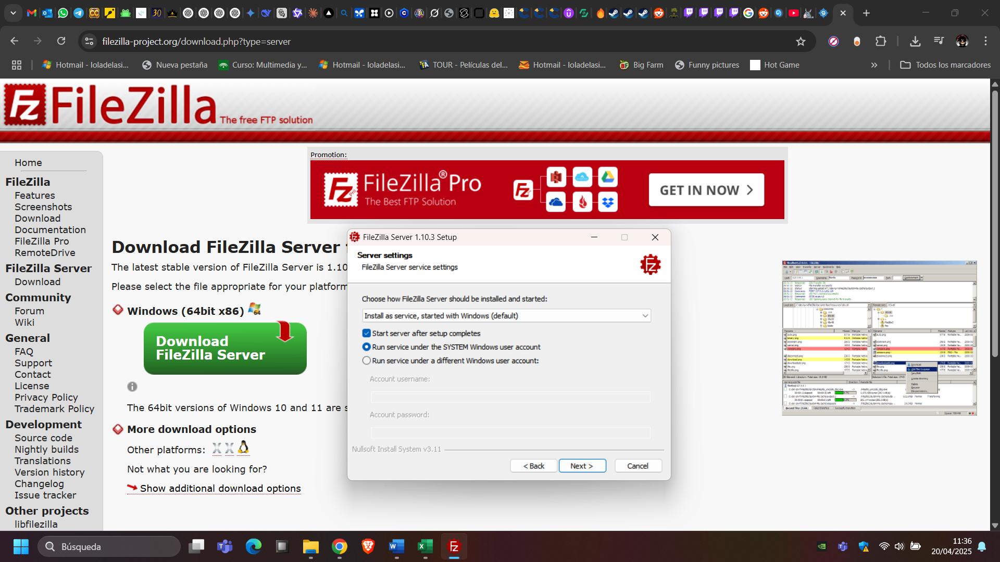 filezilla-project.org/download.php?type=server
Hotmail - loladelasi...
Nueva pestaña
Curso: Multimedia y...
Hotmail - loladelasi...
TOUR - Películas del...
Hotmail - loladelasi...
Big Farm
Funny pictures
Hot Game
»
Todos los marcadores
FileZilla The free FTP solution
Promotion:
FileZilla® Pro
The Best FTP Solution
GET IN NOW
Home
FileZilla
Features
Screenshots
Download
Documentation
FileZilla Pro
RemoteDrive
FileZilla Server
Download
Community
Forum
Wiki
General
FAQ
Support
Contact
License
Privacy Policy
Trademark Policy
Development
Source code
Nightly builds
Translations
Version history
Changelog
Issue tracker
Other projects
libfilezilla
Download FileZilla Server
The latest stable version of FileZilla Server is 1.10
Please select the file appropriate for your platform
Windows (64bit x86)
Download
FileZilla Server
The 64bit versions of Windows 10 and 11 are s
More download options
Other platforms:
Not what you are looking for?
Show additional download options
FileZilla Server 1.10.3 Setup
Server settings
FileZilla Server service settings
Choose how FileZilla Server should be installed and started:
Install as service, started with Windows (default)
Start server after setup completes
Run service under the SYSTEM Windows user account
Run service under a different Windows user account:
Account username:
Account password:
Nullsoft Install System v3.11
< Back
Next >
Cancel
Búsqueda
11:36
20/04/2025